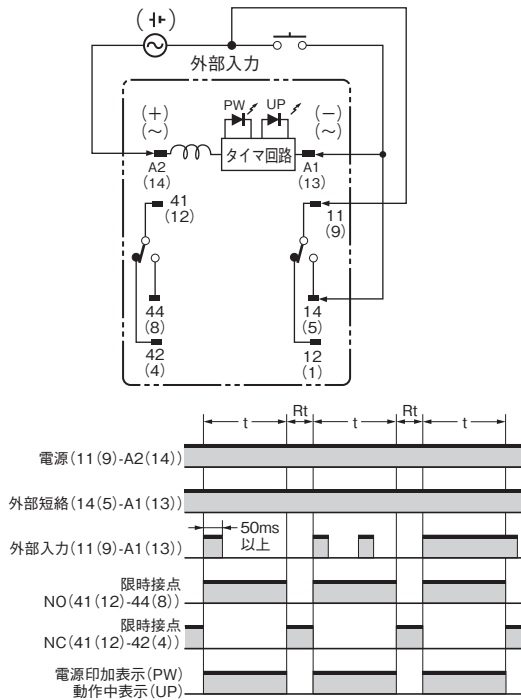 外部入力
PW UP
(+) (−)
(~) (~)
タイマ回路
A2 A1
(14) (13)
41 11
(12) (9)
44 14
(8) (5)
42 12
(4) (1)
t Rt t Rt t
電源(11(9)-A2(14))
外部短絡(14(5)-A1(13))
50ms
以上
外部入力(11(9)-A1(13))
限時接点
NO(41(12)-44(8))
限時接点
NC(41(12)-42(4))
電源印加表示(PW)
動作中表示(UP)